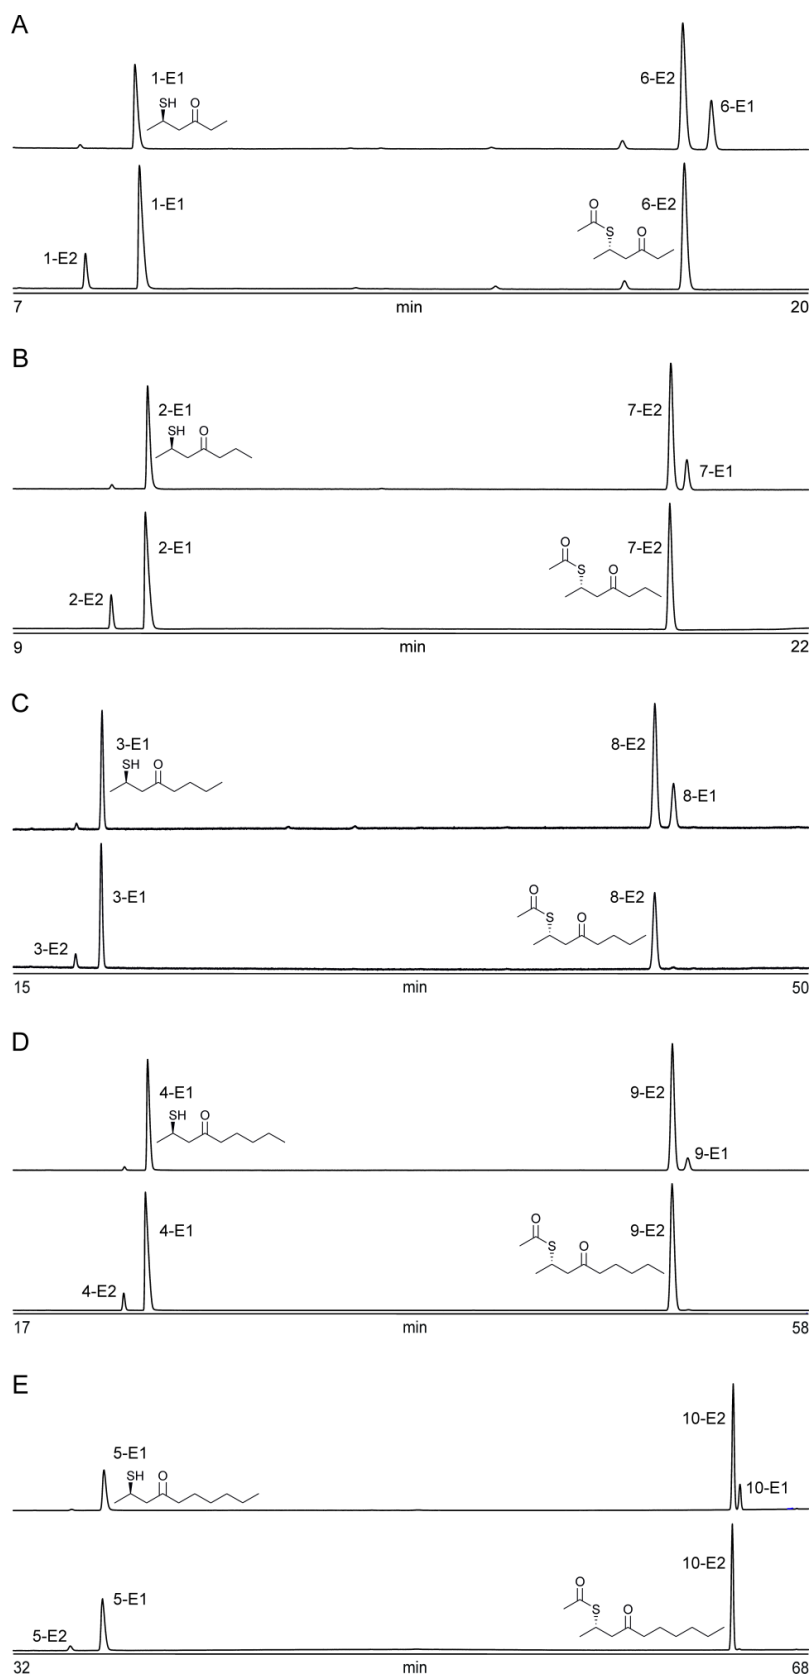 A
1-E1
SH O
6-E2
6-E1
1-E1
1-E2
O
S O
6-E2
7 min 20
B
2-E1
SH O
7-E2
7-E1
2-E1
2-E2
O
S O
7-E2
9 min 22
C
3-E1
SH O
8-E2
8-E1
3-E1
3-E2
O
S O
8-E2
15 min 50
D
4-E1
SH O
9-E2
9-E1
4-E1
4-E2
O
S O
9-E2
17 min 58
E
5-E1
SH O
10-E2
10-E1
5-E1
5-E2
O
S O
10-E2
32 min 68